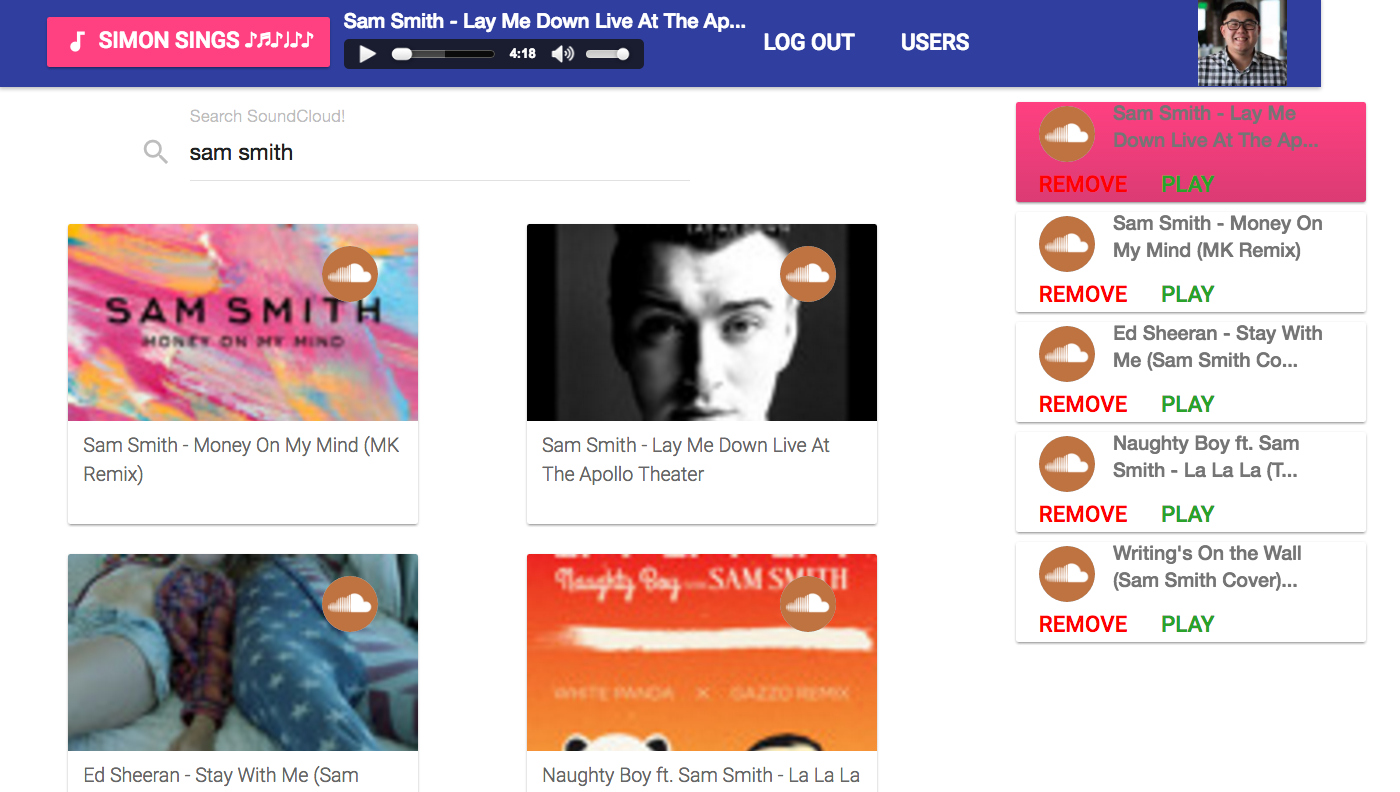 SIMON SINGS ♪♬♪♩♪♪
Sam Smith - Lay Me Down Live At The Ap...
4:18
LOG OUT
USERS
Search SoundCloud!
sam smith
SAM SMITH
MONEY ON MY MIND
Sam Smith - Money On My Mind (MK
Remix)
Sam Smith - Lay Me Down Live At
The Apollo Theater
Ed Sheeran - Stay With Me (Sam
Naughty Boy
SAM SMITH
WHITE PANDA X GAZZO REMIX
Naughty Boy ft. Sam Smith - La La La
Sam Smith - Lay Me
Down Live At The Ap...
REMOVE PLAY
Sam Smith - Money On
My Mind (MK Remix)
REMOVE PLAY
Ed Sheeran - Stay With
Me (Sam Smith Co...
REMOVE PLAY
Naughty Boy ft. Sam
Smith - La La La (T...
REMOVE PLAY
Writing's On the Wall
(Sam Smith Cover)...
REMOVE PLAY